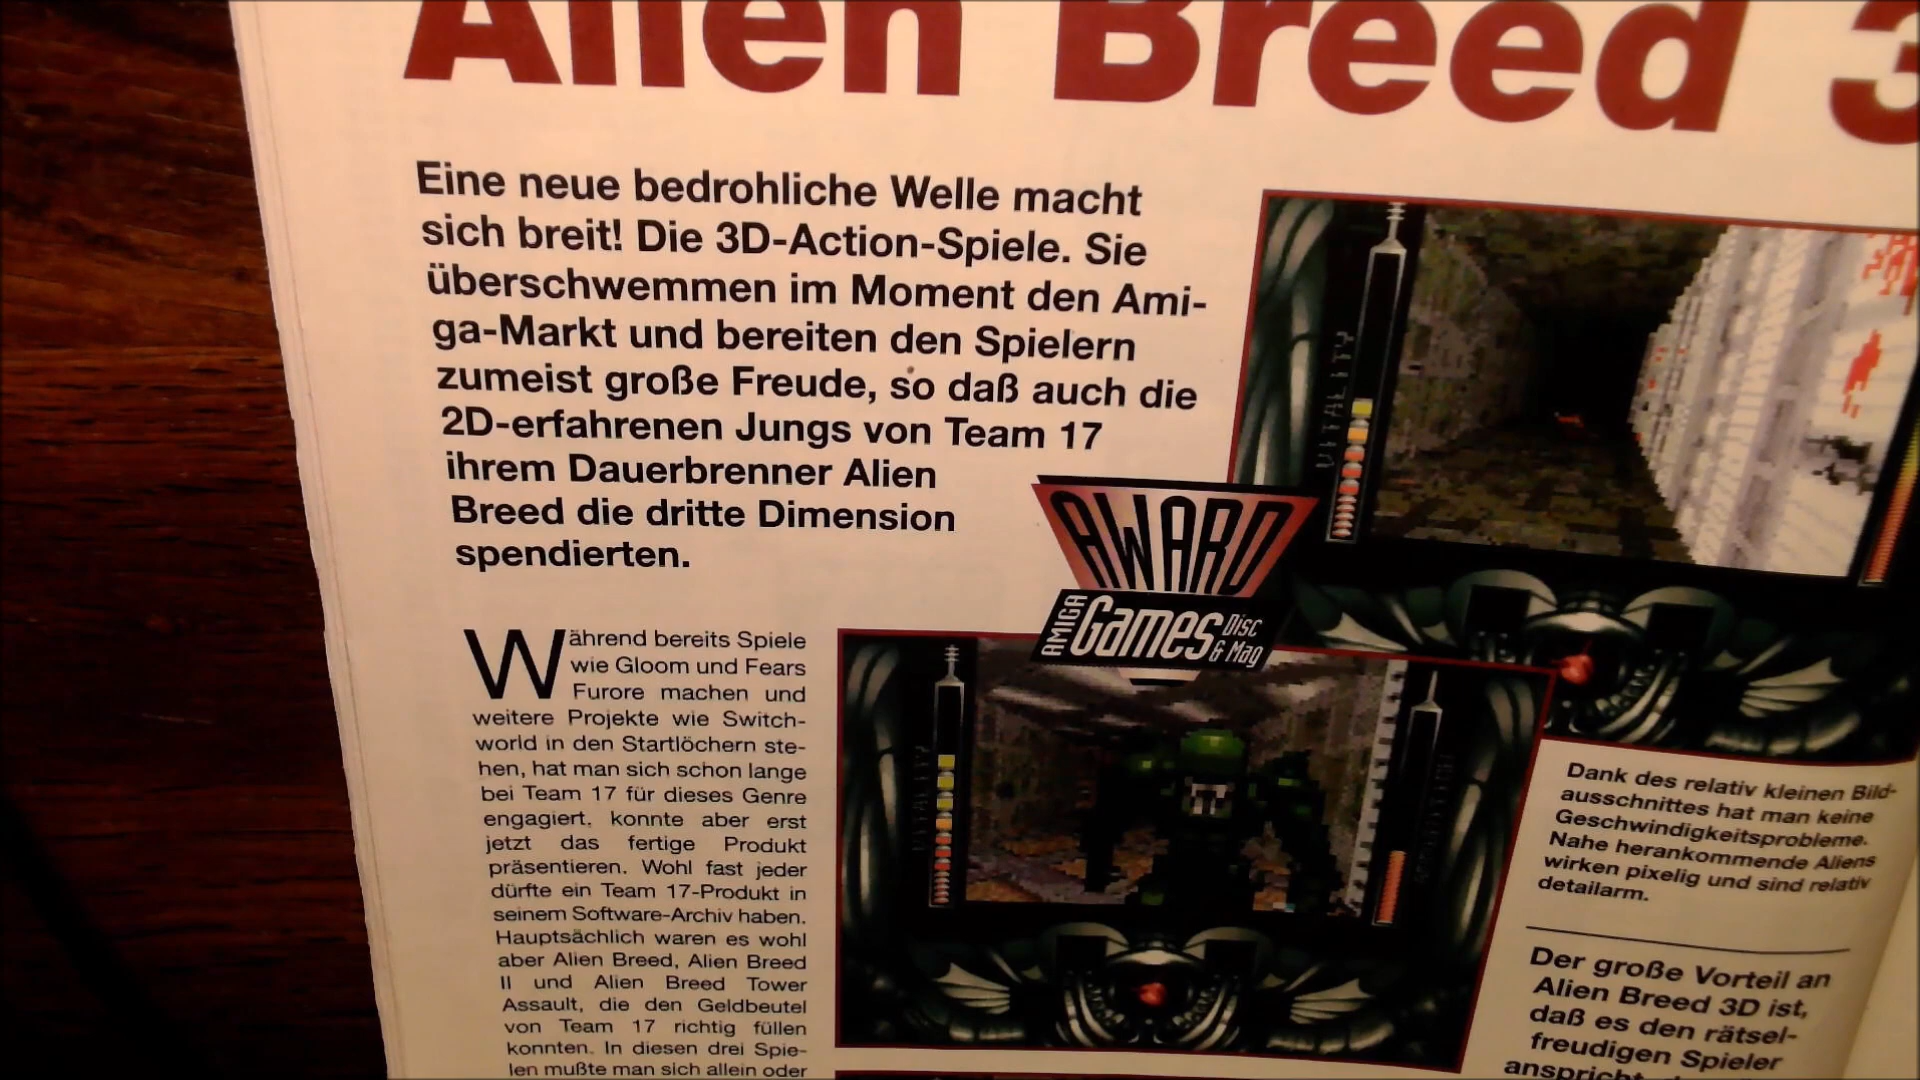 Alien Breed 3
Eine neue bedrohliche Welle macht
sich breit! Die 3D-Action-Spiele. Sie
überschwemmen im Moment den Ami-
ga-Markt und bereiten den Spielern
zumeist große Freude, so daß auch die
2D-erfahrenen Jungs von Team 17
ihrem Dauerbrenner Alien
Breed die dritte Dimension
spendierten.
AWARD
AMIGA Games Disc
& Mag
VITALITY
Während bereits Spiele
wie Gloom und Fears
Furore machen und
weitere Projekte wie Switch-
world in den Startlöchern ste-
hen, hat man sich schon lange
bei Team 17 für dieses Genre
engagiert, konnte aber erst
jetzt das fertige Produkt
präsentieren. Wohl fast jeder
dürfte ein Team 17-Produkt in
seinem Software-Archiv haben.
Hauptsächlich waren es wohl
aber Alien Breed, Alien Breed
II und Alien Breed Tower
Assault, die den Geldbeutel
von Team 17 richtig füllen
konnten. In diesen drei Spie-
len mußte man sich allein oder
VITALITY
Dank des relativ kleinen Bild-
ausschnittes hat man keine
Geschwindigkeitsprobleme.
Nahe herankommende Aliens
wirken pixelig und sind relativ
detailarm.
Der große Vorteil an
Alien Breed 3D ist,
daß es den rätsel-
freudigen Spieler
anspricht